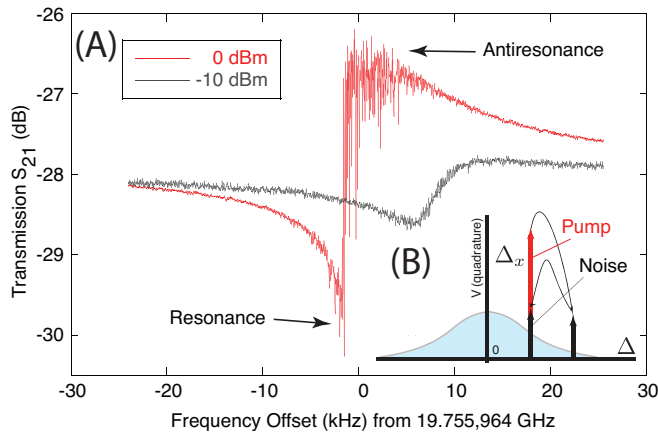 (A)
0 dBm
-10 dBm
Antiresonance
Resonance
-26
-27
-28
-29
-30
Transmission S21 (dB)
-30 -20 -10 0 10 20 30
Frequency Offset (kHz) from 19.755,964 GHz
(B)
V (quadrature)
Δx
Pump
Noise
0
Δ